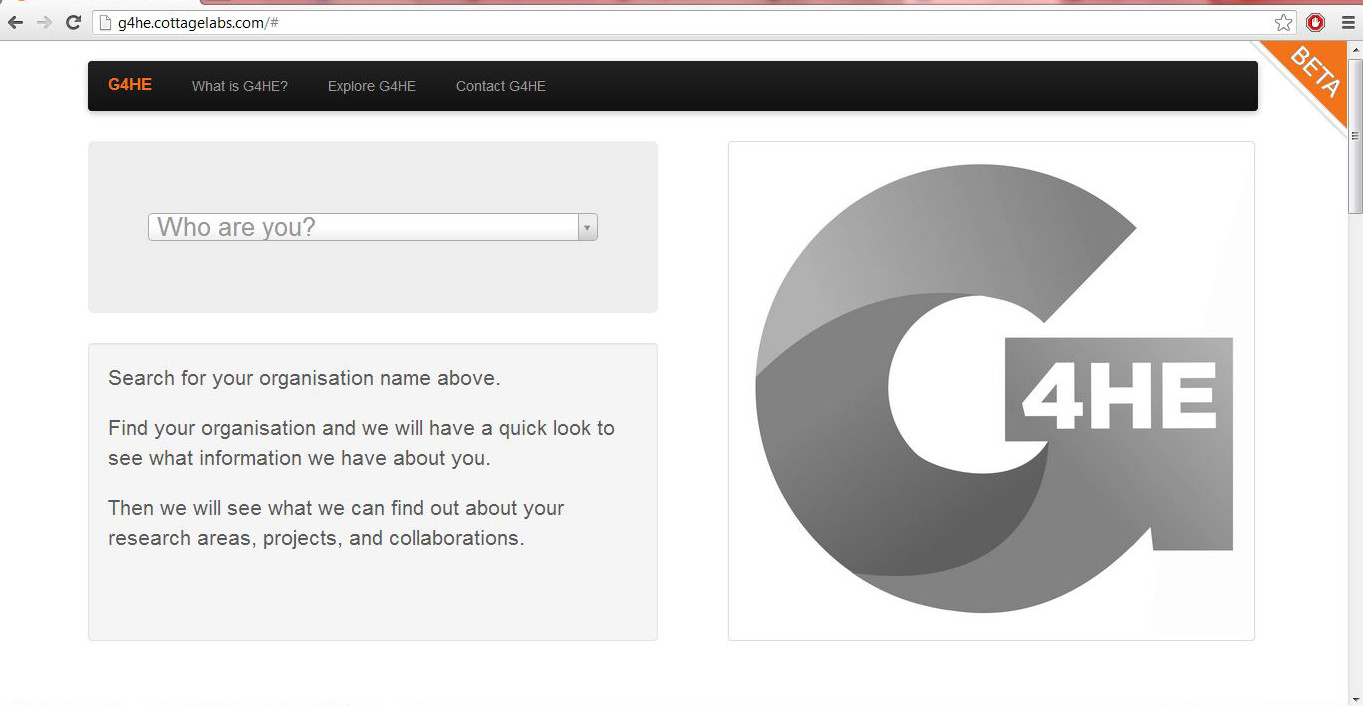 g4he.cottagelabs.com/#
BETA
G4HE What is G4HE? Explore G4HE Contact G4HE
Who are you?
Search for your organisation name above.
Find your organisation and we will have a quick look to
see what information we have about you.
Then we will see what we can find out about your
research areas, projects, and collaborations.
G4HE